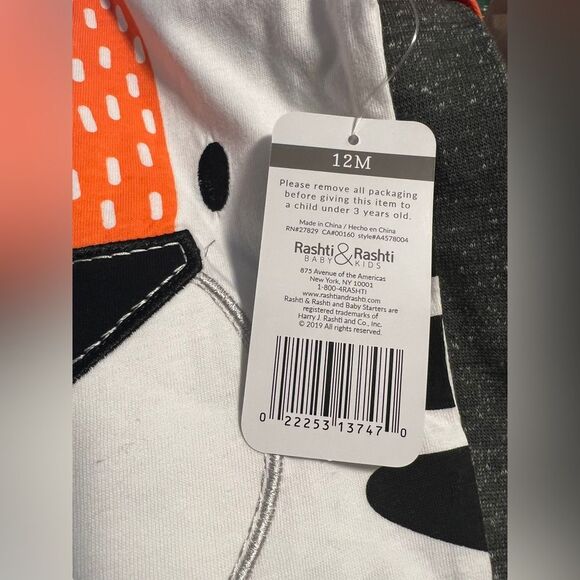 12M
Please remove all packaging
before giving this item to
a child under 3 years old.
Made in China / Hecho en China
RN#27829 CA#00160 style#A4578004
Rashti & Rashti
BABY KIDS
875 Avenue of the Americas
New York, NY 10001
1-800-4RASHTI
www.rashtiandrashti.com
Rashti & Rashti and Baby Starters are
registered trademarks of
Harry J. Rashti and Co., Inc.
© 2019 All rights reserved.
0 22253 13747 0